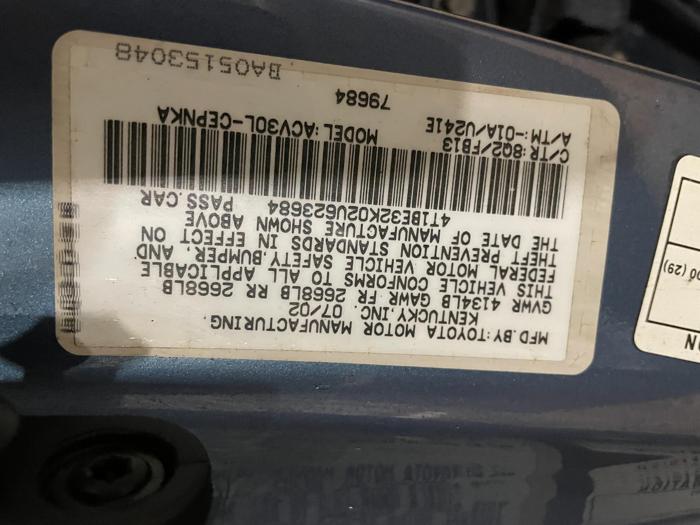 MFD.BY:TOYOTA MOTOR MANUFACTURING.
KENTUCKY,INC. 07/02
GVWR 4134LB GAWR FR 2668LB RR 2668LB
THIS VEHICLE CONFORMS TO ALL APPLICABLE
FEDERAL MOTOR VEHICLE SAFETY.BUMPER, AND
THEFT PREVENTION STANDARDS IN EFFECT ON
THE DATE OF MANUFACTURE SHOWN ABOVE
4T1BE32K02U623684 PASS.CAR
C/TR:8Q2/FB13 MODEL:ACV30L-CEPNKA
A/TM:-01A/U241E
79684
BA05153048
(29)